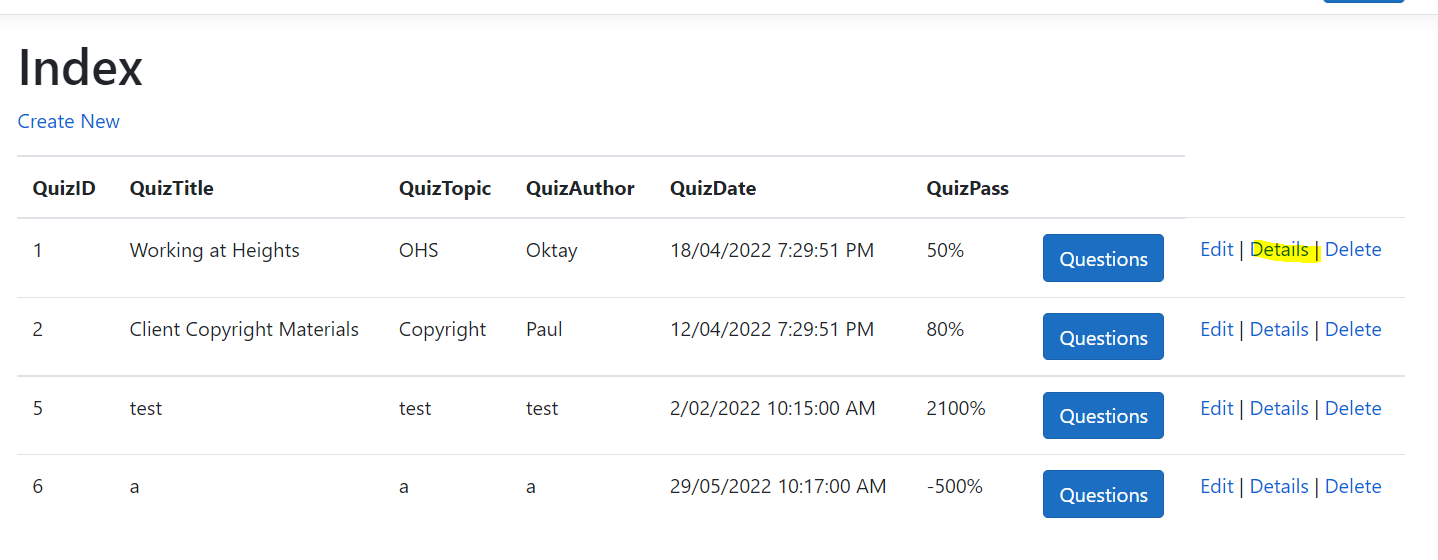 Index
Create New
QuizID QuizTitle QuizTopic QuizAuthor QuizDate QuizPass
1 Working at Heights OHS Oktay 18/04/2022 7:29:51 PM 50% Questions Edit | Details | Delete
2 Client Copyright Materials Copyright Paul 12/04/2022 7:29:51 PM 80% Questions Edit | Details | Delete
5 test test test 2/02/2022 10:15:00 AM 2100% Questions Edit | Details | Delete
6 a a a 29/05/2022 10:17:00 AM -500% Questions Edit | Details | Delete